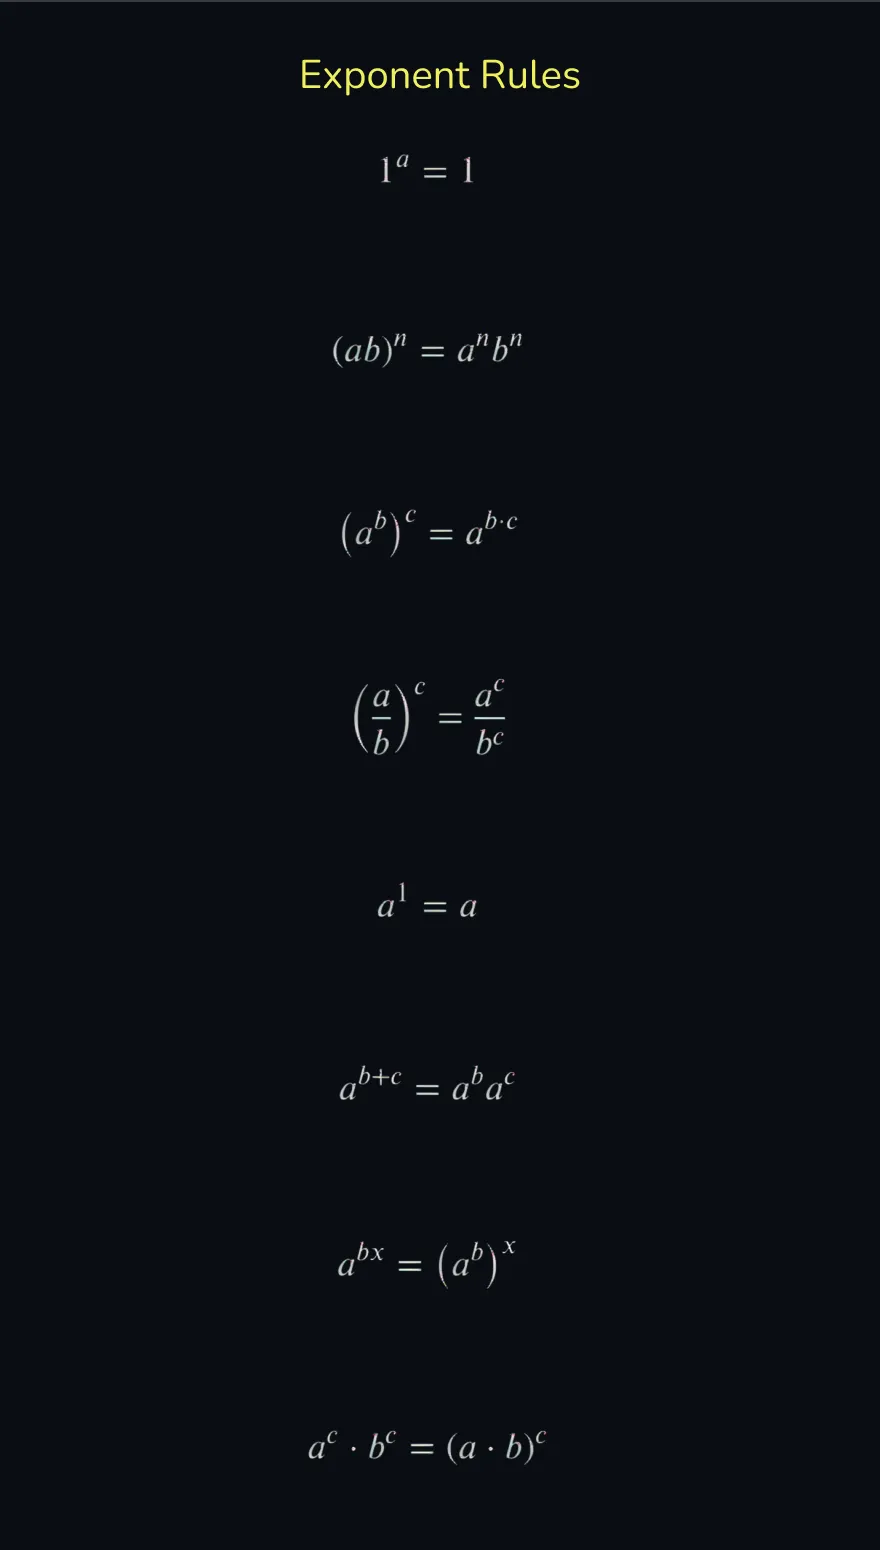 Exponent Rules
1^a = 1
(ab)^n = a^n b^n
(a^b)^c = a^{b·c}
(a/b)^c = a^c/b^c
a^1 = a
a^{b+c} = a^b a^c
a^{bx} = (a^b)^x
a^c · b^c = (a · b)^c